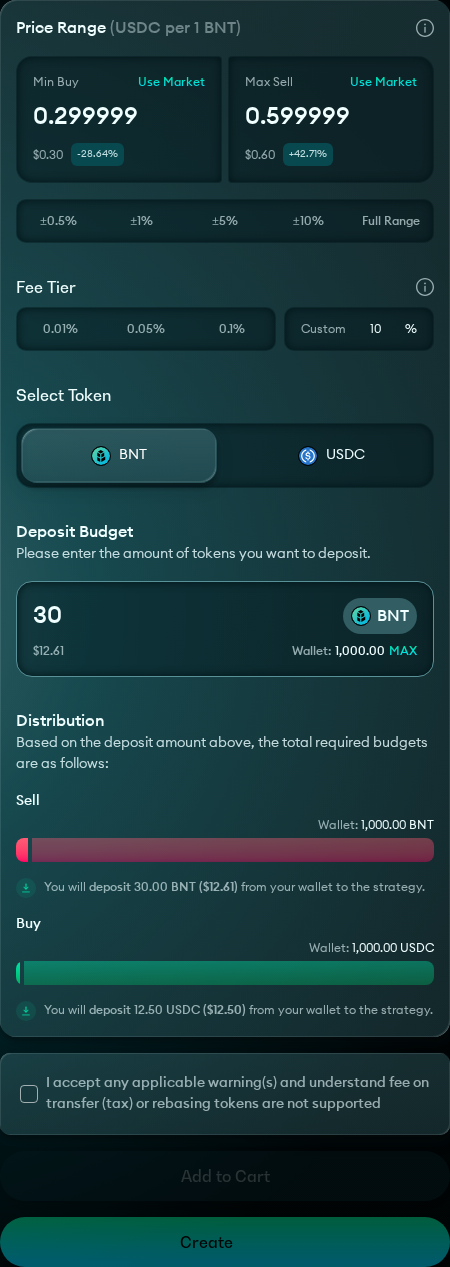 Price Range (USDC per 1 BNT)
Min Buy Use Market
0.299999
$0.30 -28.64%
Max Sell Use Market
0.599999
$0.60 +42.71%
±0.5% ±1% ±5% ±10% Full Range
Fee Tier
0.01% 0.05% 0.1% Custom 10 %
Select Token
BNT USDC
Deposit Budget
Please enter the amount of tokens you want to deposit.
30 BNT
$12.61 Wallet: 1,000.00 MAX
Distribution
Based on the deposit amount above, the total required budgets
are as follows:
Sell
Wallet: 1,000.00 BNT
You will deposit 30.00 BNT ($12.61) from your wallet to the strategy.
Buy
Wallet: 1,000.00 USDC
You will deposit 12.50 USDC ($12.50) from your wallet to the strategy.
I accept any applicable warning(s) and understand fee on
transfer (tax) or rebasing tokens are not supported
Add to Cart
Create